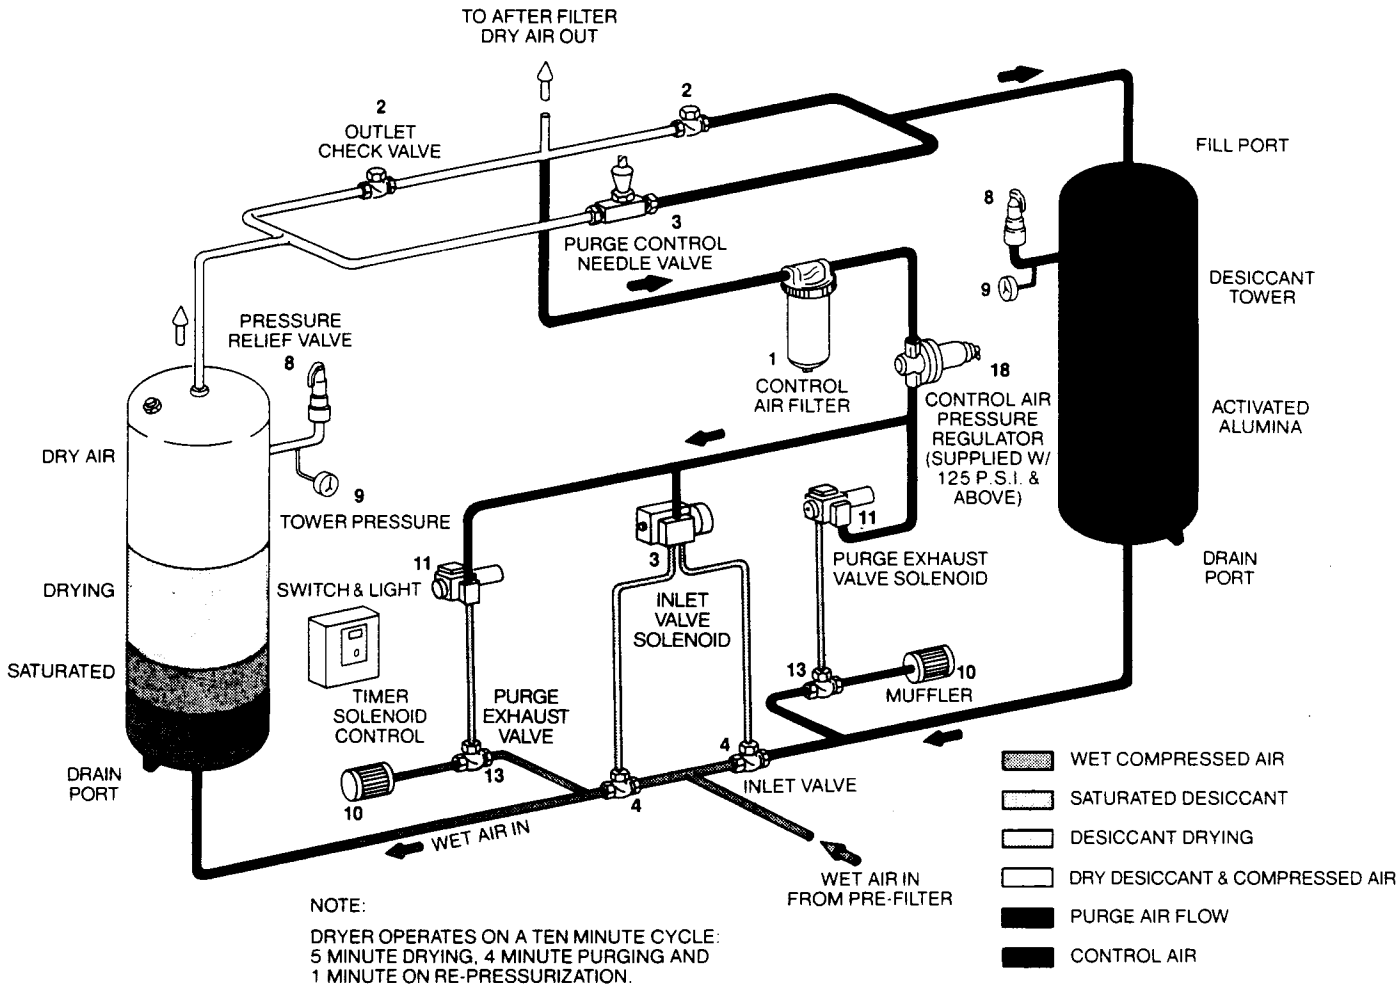 TO AFTER FILTER
DRY AIR OUT
2
OUTLET
CHECK VALVE
2
3
PURGE CONTROL
NEEDLE VALVE
FILL PORT
8
9
DESICCANT
TOWER
PRESSURE
RELIEF VALVE
8
1
CONTROL
AIR FILTER
18
CONTROL AIR
PRESSURE
REGULATOR
(SUPPLIED W/
125 P.S.I. &
ABOVE)
ACTIVATED
ALUMINA
DRY AIR
9
TOWER PRESSURE
11
PURGE EXHAUST
VALVE SOLENOID
DRAIN
PORT
3
INLET
VALVE
SOLENOID
11
DRYING
SWITCH & LIGHT
SATURATED
TIMER
SOLENOID
CONTROL
PURGE
EXHAUST
VALVE
13
10
MUFFLER
4
INLET VALVE
DRAIN
PORT
10
13
4
WET AIR IN
WET AIR IN
FROM PRE-FILTER
WET COMPRESSED AIR
SATURATED DESICCANT
DESICCANT DRYING
DRY DESICCANT & COMPRESSED AIR
PURGE AIR FLOW
CONTROL AIR
NOTE:
DRYER OPERATES ON A TEN MINUTE CYCLE:
5 MINUTE DRYING, 4 MINUTE PURGING AND
1 MINUTE ON RE-PRESSURIZATION.